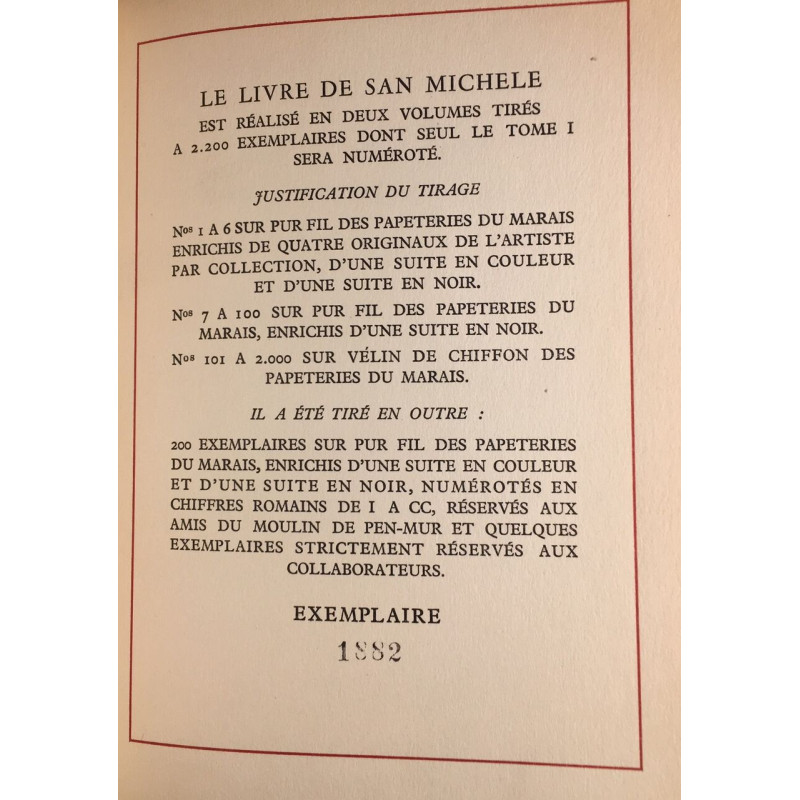 LE LIVRE DE SAN MICHELE
EST RÉALISÉ EN DEUX VOLUMES TIRÉS
A 2.200 EXEMPLAIRES DONT SEUL LE TOME I
SERA NUMÉROTÉ.
JUSTIFICATION DU TIRAGE
Nos 1 A 6 SUR PUR FIL DES PAPETERIES DU MARAIS
ENRICHIS DE QUATRE ORIGINAUX DE L'ARTISTE
PAR COLLECTION, D'UNE SUITE EN COULEUR
ET D'UNE SUITE EN NOIR.
Nos 7 A 100 SUR PUR FIL DES PAPETERIES DU
MARAIS, ENRICHIS D'UNE SUITE EN NOIR.
Nos 101 A 2.000 SUR VÉLIN DE CHIFFON DES
PAPETERIES DU MARAIS.
IL A ÉTÉ TIRÉ EN OUTRE :
200 EXEMPLAIRES SUR PUR FIL DES PAPETERIES
DU MARAIS, ENRICHIS D'UNE SUITE EN COULEUR
ET D'UNE SUITE EN NOIR, NUMÉROTÉS EN
CHIFFRES ROMAINS DE I A CC, RÉSERVÉS AUX
AMIS DU MOULIN DE PEN-MUR ET QUELQUES
EXEMPLAIRES STRICTEMENT RÉSERVÉS AUX
COLLABORATEURS.
EXEMPLAIRE
1882